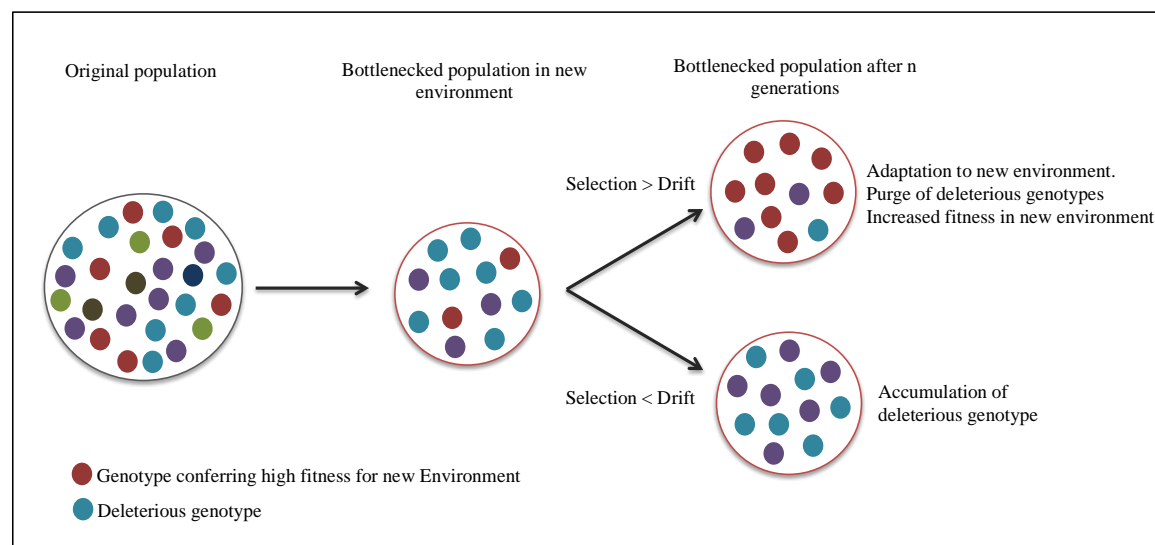 Original population
Bottlenecked population in new
environment
Bottlenecked population after n
generations
Selection > Drift
Adaptation to new environment.
Purge of deleterious genotypes
Increased fitness in new environment
Selection < Drift
Accumulation of
deleterious genotype
Genotype conferring high fitness for new Environment
Deleterious genotype